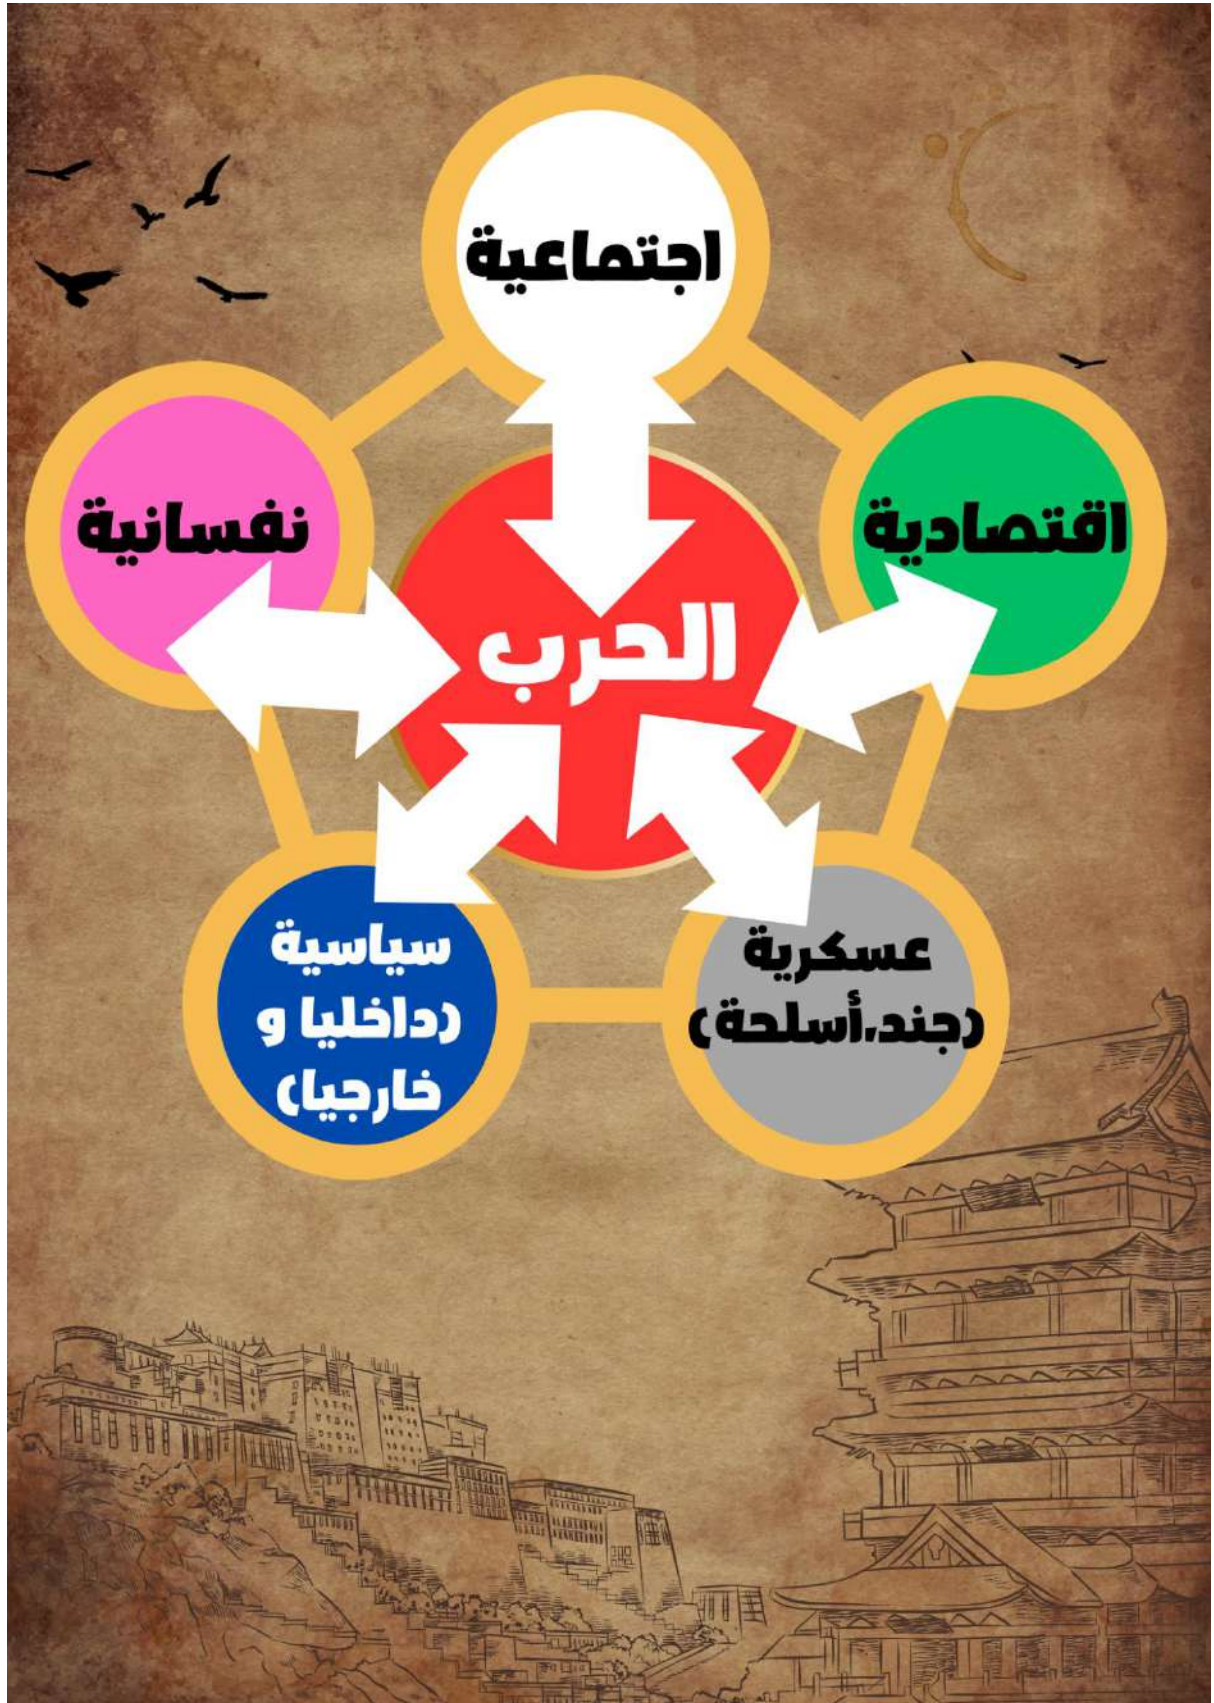 اجتماعية
اقتصادية
نفسانية
الحرب
عسكرية
(جند،أسلحة)
سياسية
(داخليا و
خارجيا)